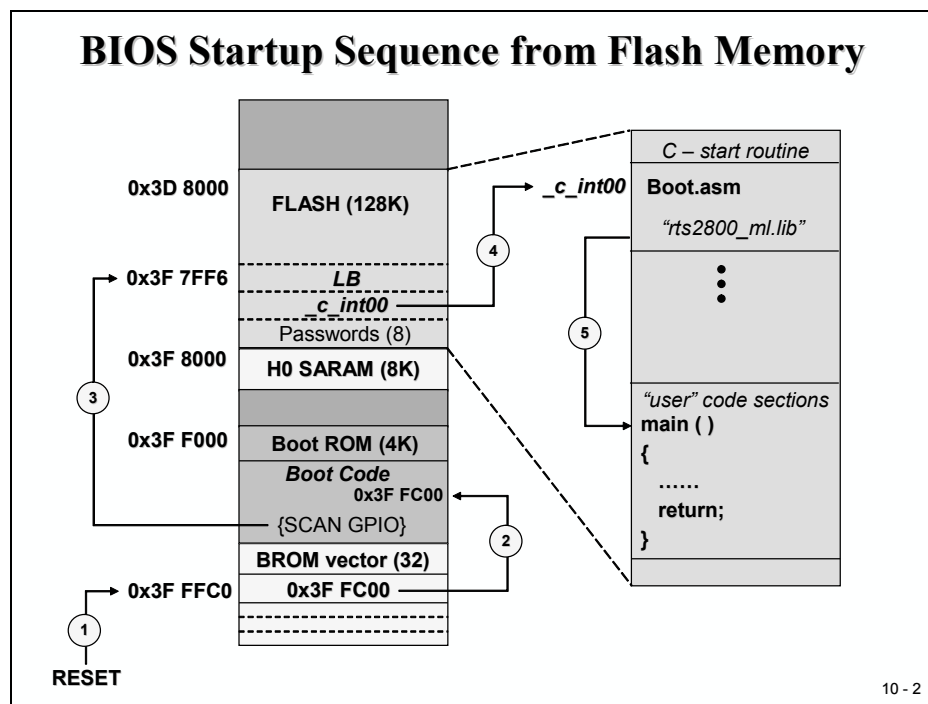 BIOS Startup Sequence from Flash Memory
0x3D 8000
FLASH (128K)
0x3F 7FF6
LB
_c_int00
Passwords (8)
0x3F 8000
H0 SARAM (8K)
0x3F F000
Boot ROM (4K)
Boot Code
0x3F FC00
{SCAN GPIO}
BROM vector (32)
0x3F FFC0
0x3F FC00
RESET
1
2
3
4
5
C – start routine
_c_int00
Boot.asm
“rts2800_ml.lib”
“user” code sections
main ( )
{
……
return;
}
10 - 2